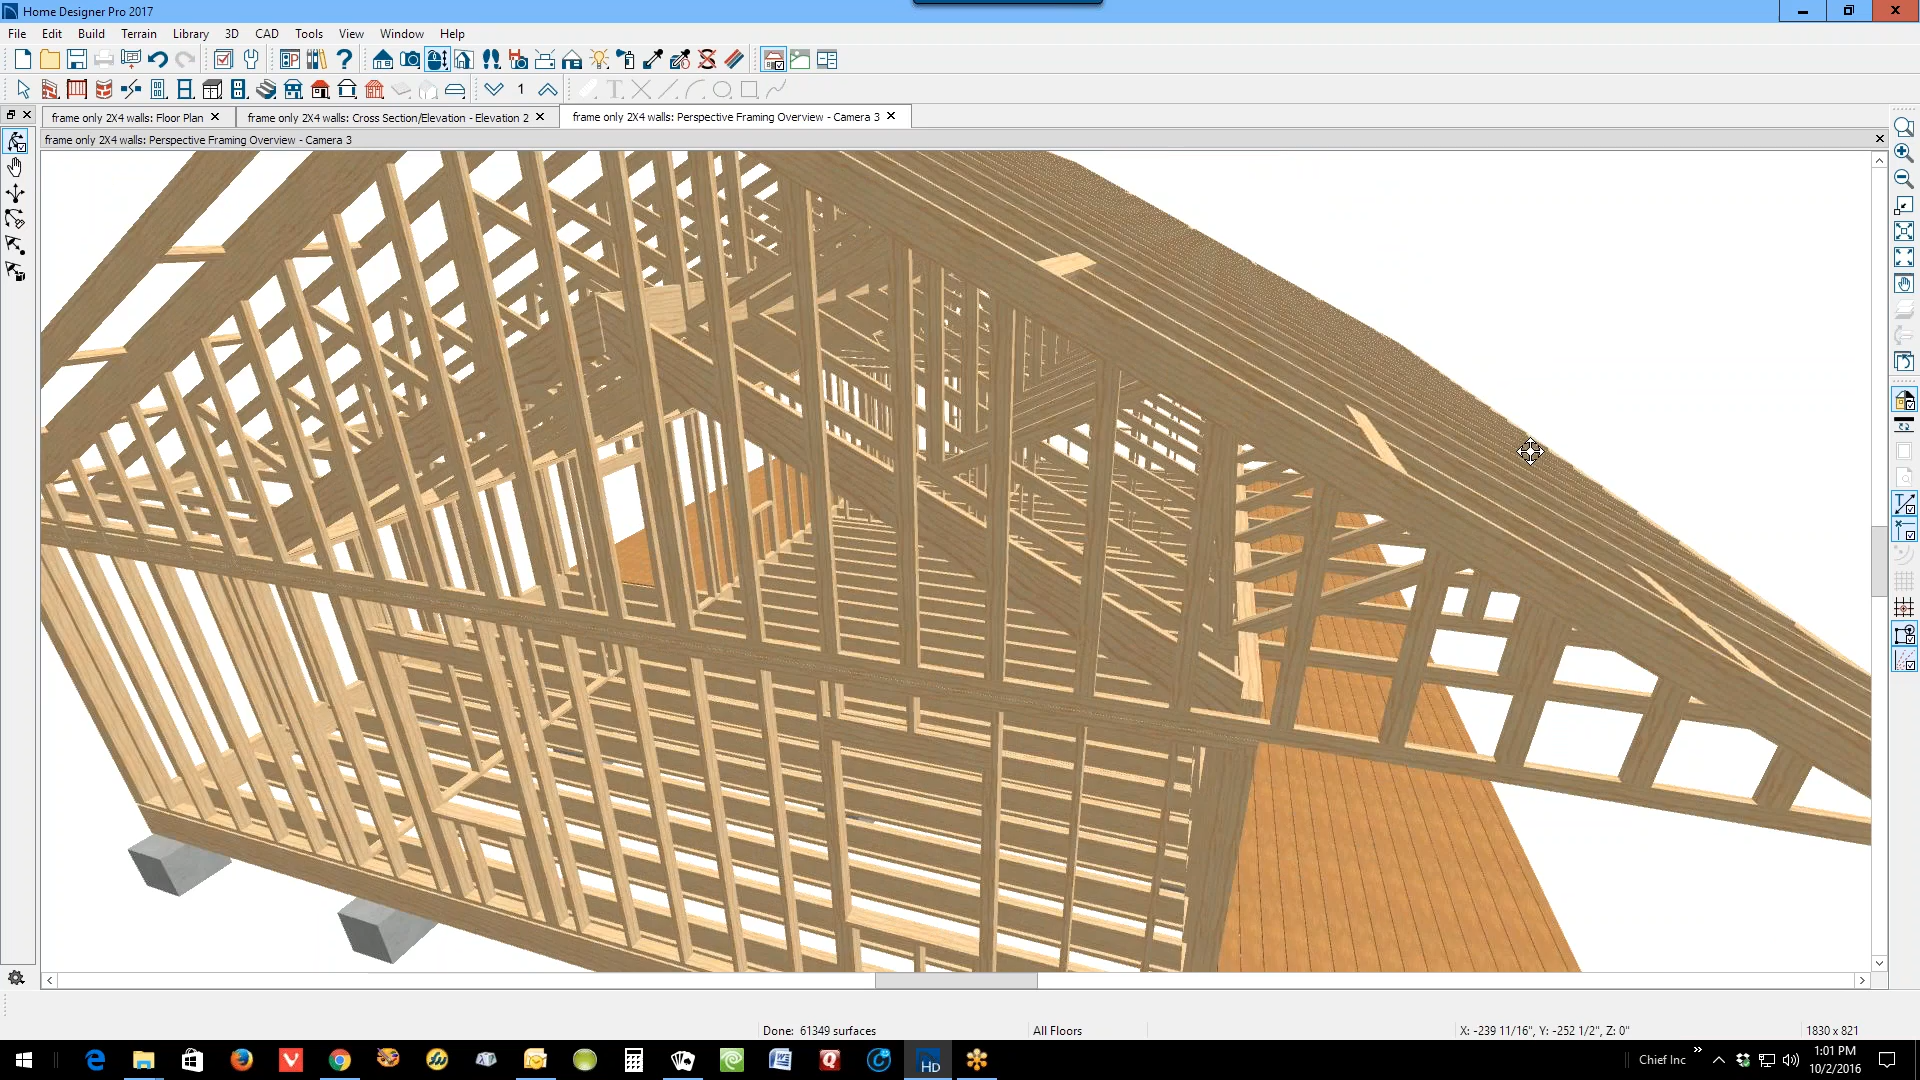 Home Designer Pro 2017
File Edit Build Terrain Library 3D CAD Tools View Window Help
1
frame only 2X4 walls: Floor Plan
frame only 2X4 walls: Cross Section/Elevation - Elevation 2
frame only 2X4 walls: Perspective Framing Overview - Camera 3
frame only 2X4 walls: Perspective Framing Overview - Camera 3
Done: 61349 surfaces
All Floors
X: -239 11/16", Y: -252 1/2", Z: 0"
1830 x 821
Chief Inc
1:01 PM
10/2/2016